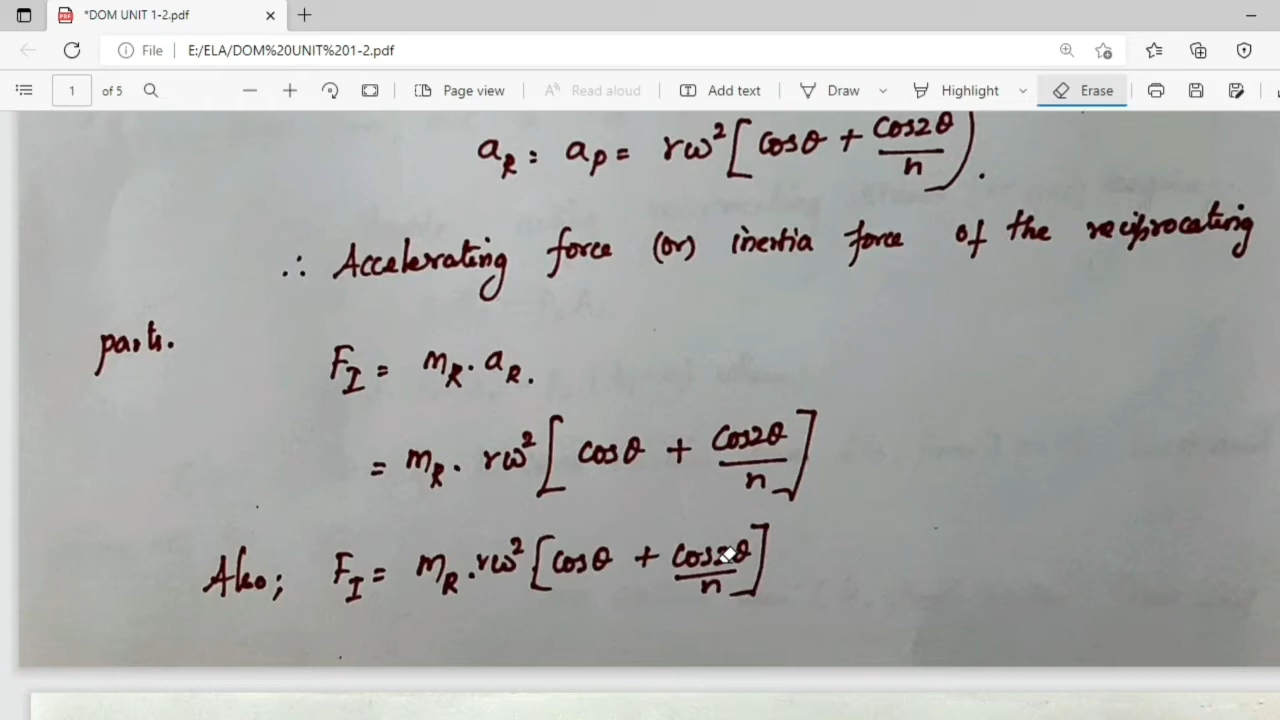 *DOM UNIT 1-2.pdf
File E:/ELA/DOM%20UNIT%201-2.pdf
1 of 5 Page view Read aloud Add text Draw Highlight Erase
a_R = a_P = rω² [cosθ + cos2θ/n].
∴ Accelerating force (or) inertia force of the reciprocating
parts.
F_I = m_R . a_R.
= m_R . rω² [cosθ + cos2θ/n]
Also; F_I = m_R . rω² [cosθ + cos2θ/n]